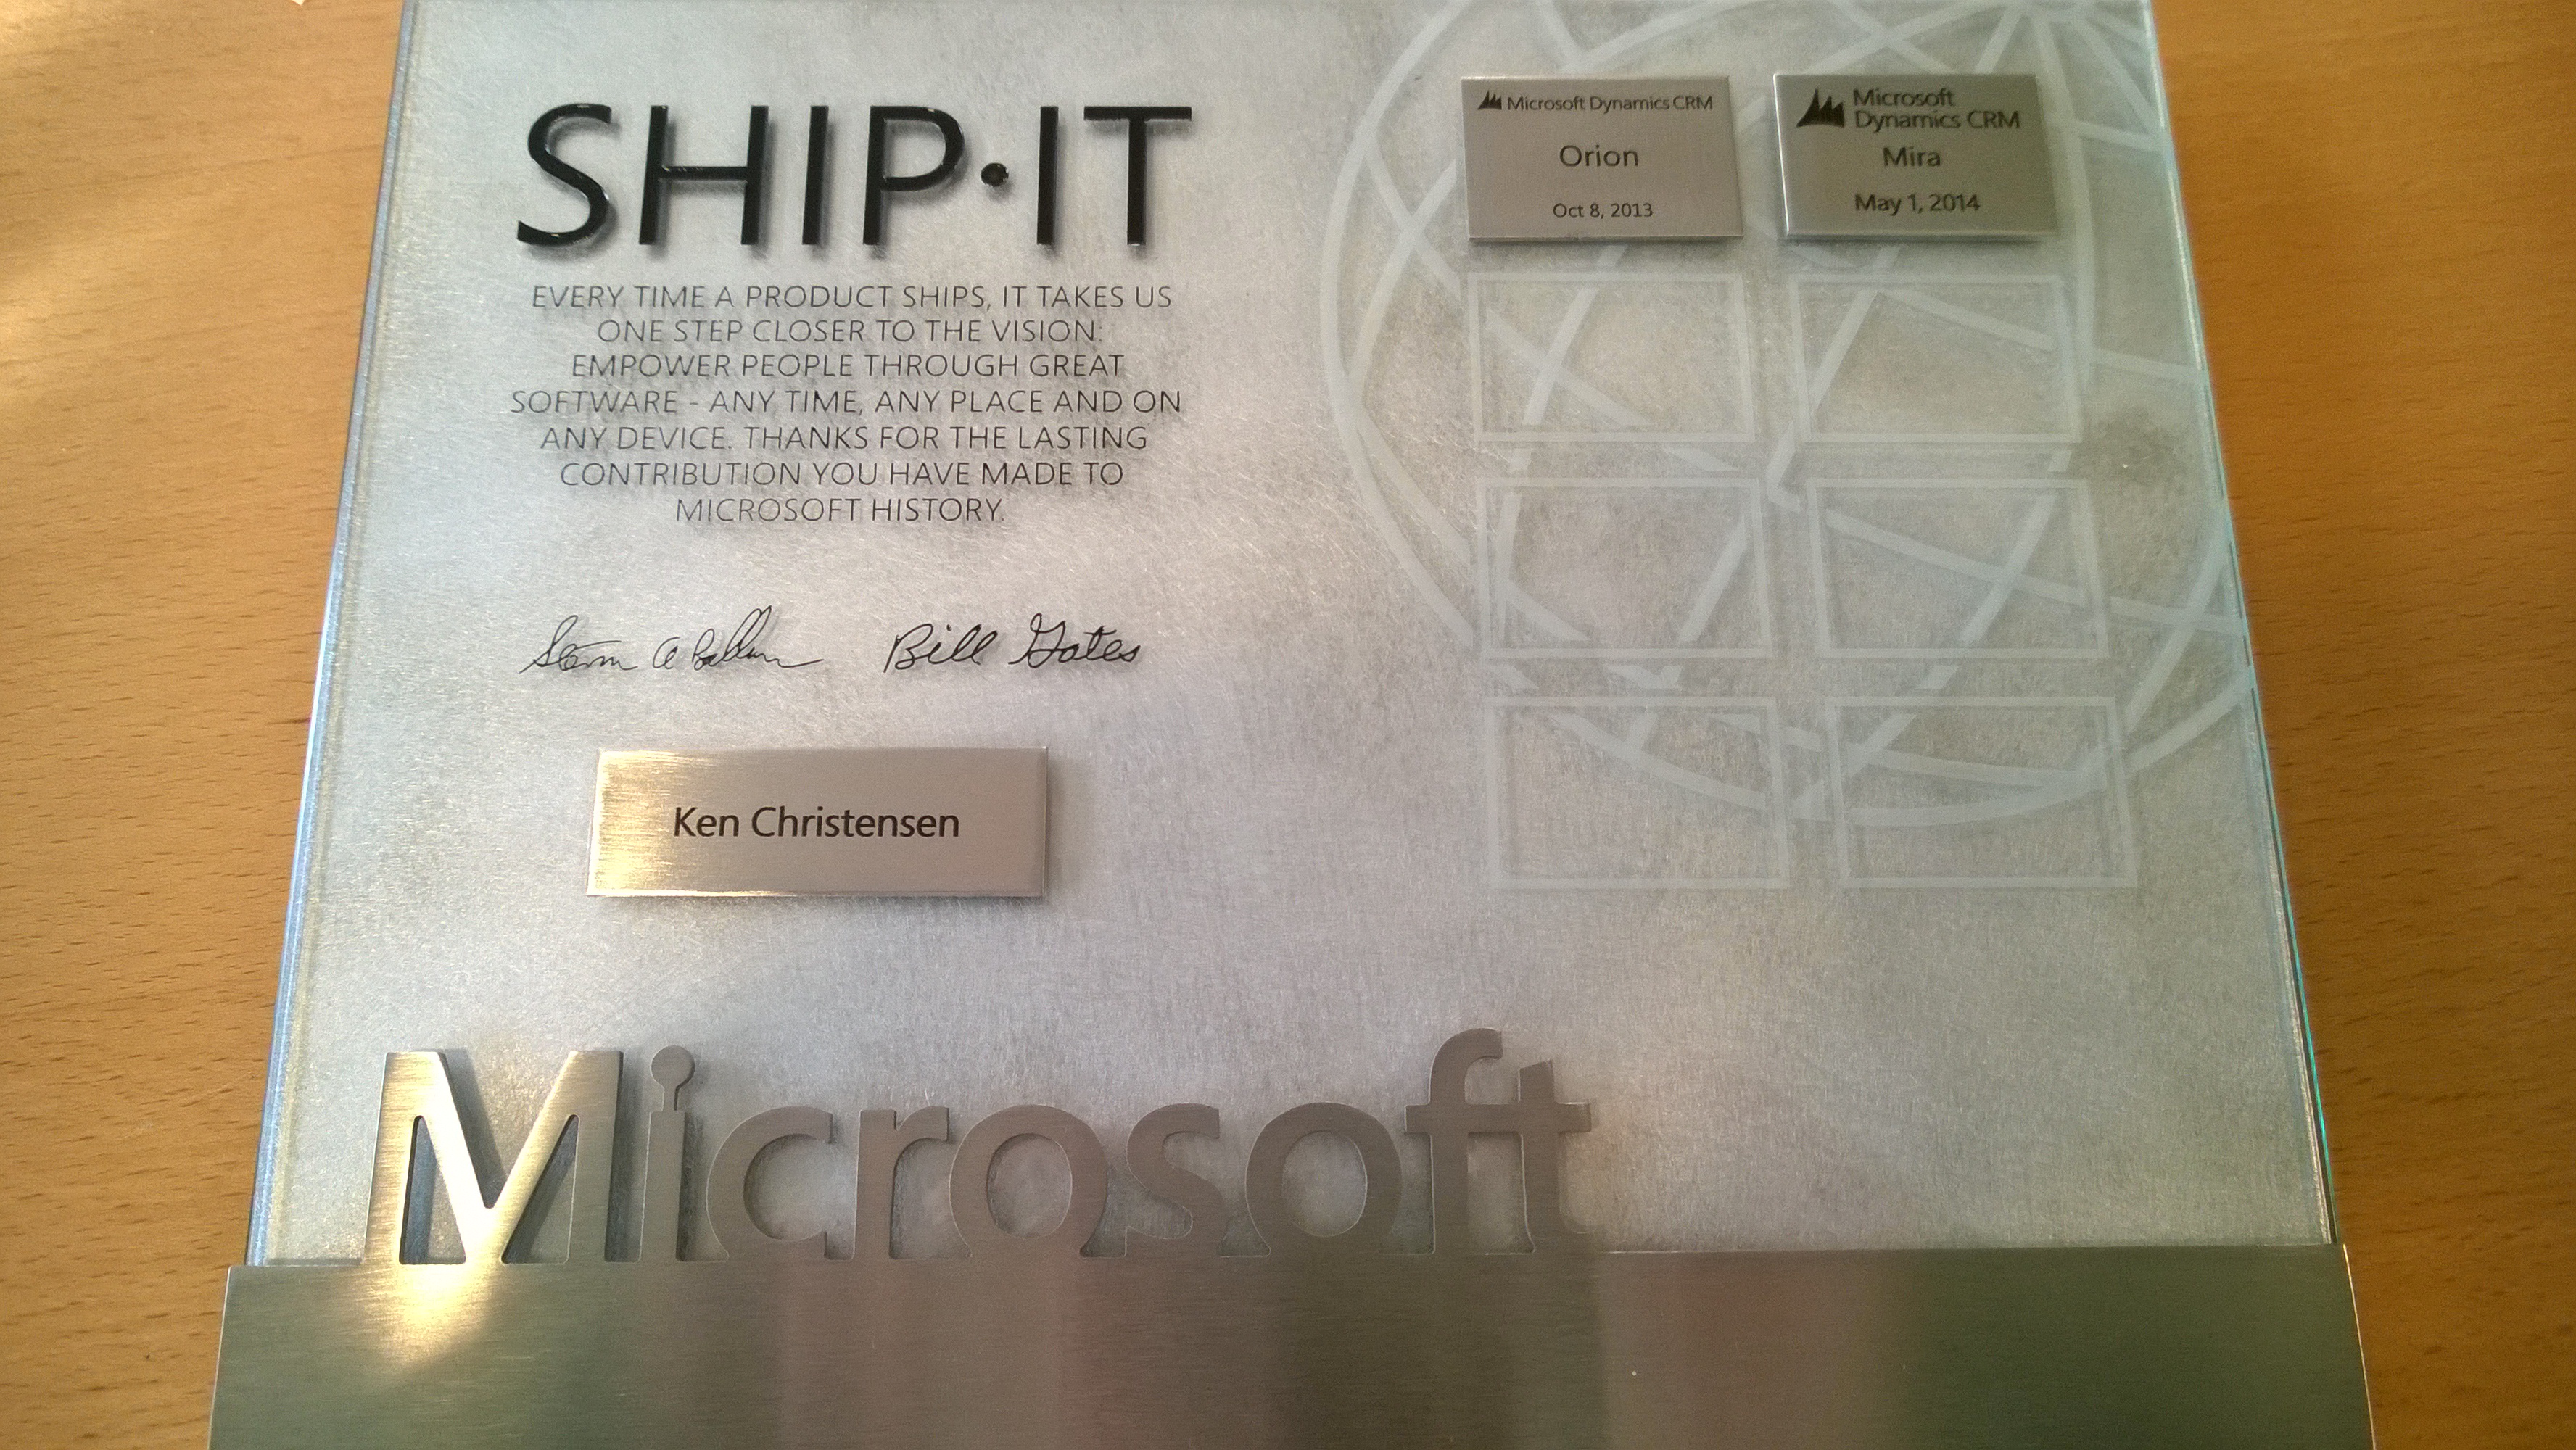 SHIP·IT
EVERY TIME A PRODUCT SHIPS, IT TAKES US
ONE STEP CLOSER TO THE VISION:
EMPOWER PEOPLE THROUGH GREAT
SOFTWARE - ANY TIME, ANY PLACE AND ON
ANY DEVICE. THANKS FOR THE LASTING
CONTRIBUTION YOU HAVE MADE TO
MICROSOFT HISTORY.
Bill Gates
Ken Christensen
Microsoft Dynamics CRM
Orion
Oct 8, 2013
Microsoft
Dynamics CRM
Mira
May 1, 2014
Microsoft